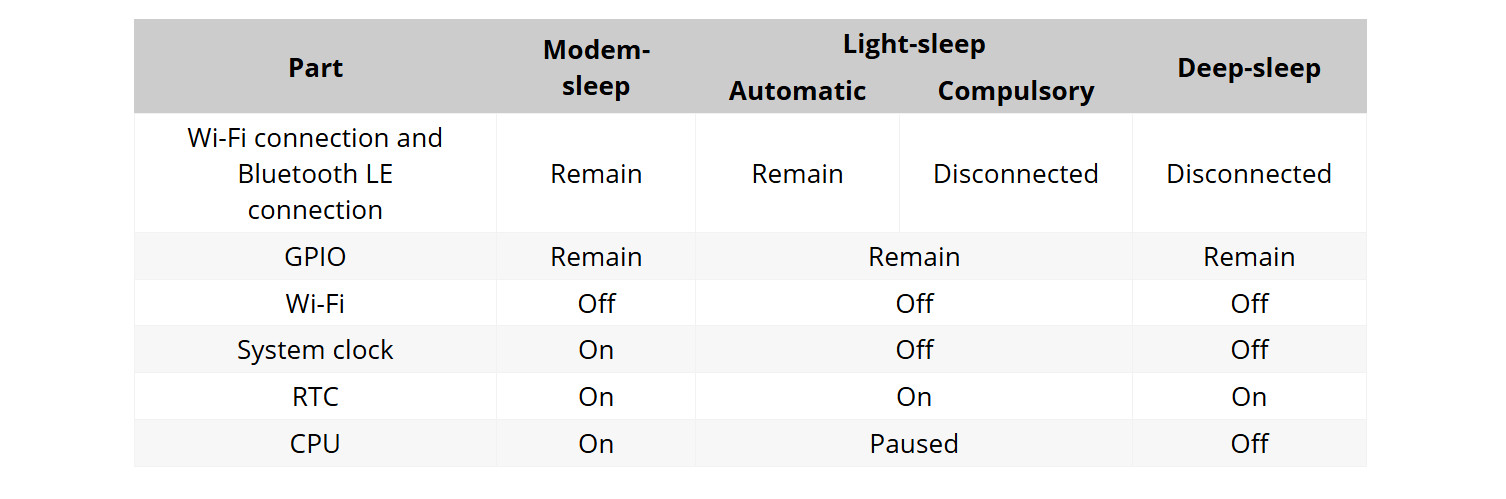 Part Modem-sleep Light-sleep Deep-sleep
Automatic Compulsory
Wi-Fi connection and
Bluetooth LE
connection
Remain Remain Disconnected Disconnected
GPIO Remain Remain Remain
Wi-Fi Off Off Off
System clock On Off Off
RTC On On On
CPU On Paused Off